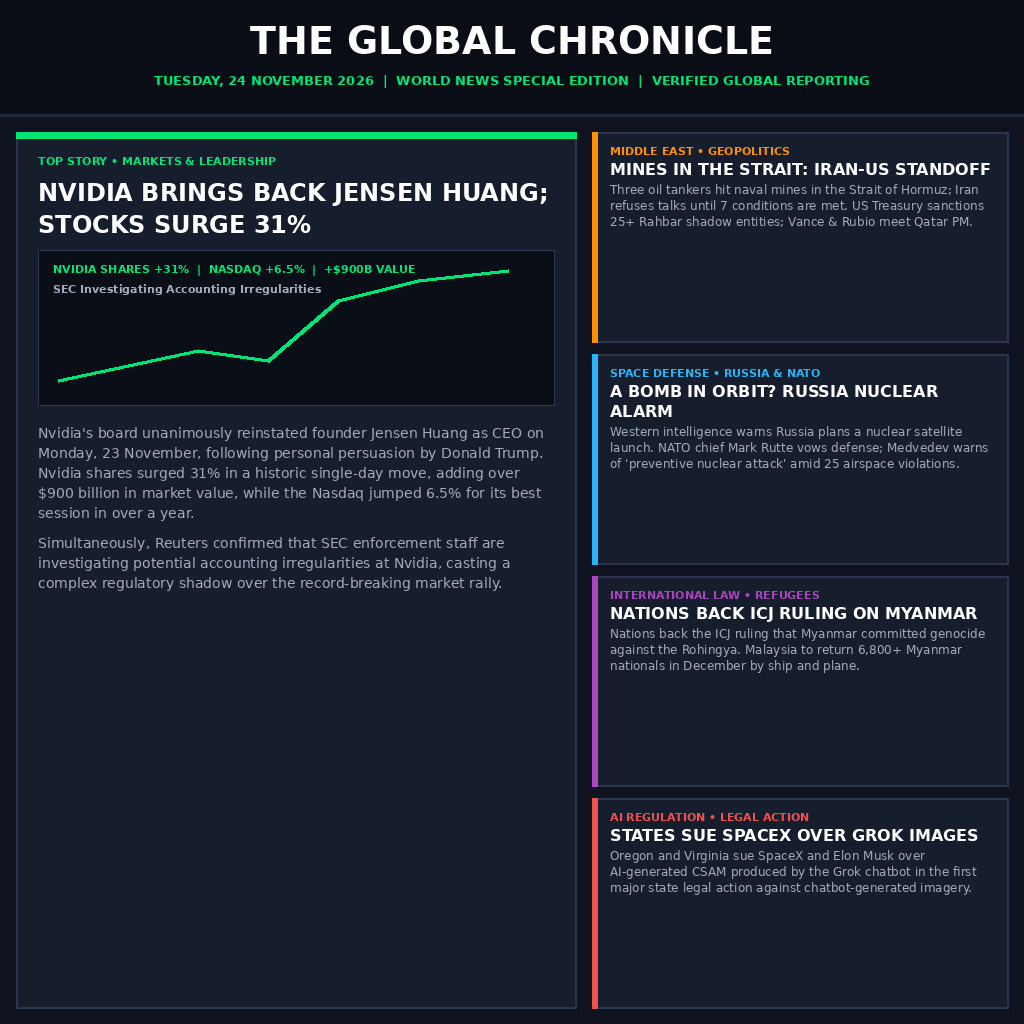 THE GLOBAL CHRONICLE
TUESDAY, 24 NOVEMBER 2026 | WORLD NEWS SPECIAL EDITION | VERIFIED GLOBAL REPORTING
TOP STORY • MARKETS & LEADERSHIP
NVIDIA BRINGS BACK JENSEN HUANG;
STOCKS SURGE 31%
NVIDIA SHARES +31% | NASDAQ +6.5% | +$900B VALUE
SEC Investigating Accounting Irregularities
Nvidia's board unanimously reinstated founder Jensen Huang as CEO on
Monday, 23 November, following personal persuasion by Donald Trump.
Nvidia shares surged 31% in a historic single-day move, adding over
$900 billion in market value, while the Nasdaq jumped 6.5% for its best
session in over a year.
Simultaneously, Reuters confirmed that SEC enforcement staff are
investigating potential accounting irregularities at Nvidia, casting a
complex regulatory shadow over the record-breaking market rally.
MIDDLE EAST • GEOPOLITICS
MINES IN THE STRAIT: IRAN-US STANDOFF
Three oil tankers hit naval mines in the Strait of Hormuz; Iran
refuses talks until 7 conditions are met. US Treasury sanctions
25+ Rahbar shadow entities; Vance & Rubio meet Qatar PM.
SPACE DEFENSE • RUSSIA & NATO
A BOMB IN ORBIT? RUSSIA NUCLEAR
ALARM
Western intelligence warns Russia plans a nuclear satellite
launch. NATO chief Mark Rutte vows defense; Medvedev warns
of 'preventive nuclear attack' amid 25 airspace violations.
INTERNATIONAL LAW • REFUGEES
NATIONS BACK ICJ RULING ON MYANMAR
Nations back the ICJ ruling that Myanmar committed genocide
against the Rohingya. Malaysia to return 6,800+ Myanmar
nationals in December by ship and plane.
AI REGULATION • LEGAL ACTION
STATES SUE SPACEX OVER GROK IMAGES
Oregon and Virginia sue SpaceX and Elon Musk over
AI-generated CSAM produced by the Grok chatbot in the first
major state legal action against chatbot-generated imagery.